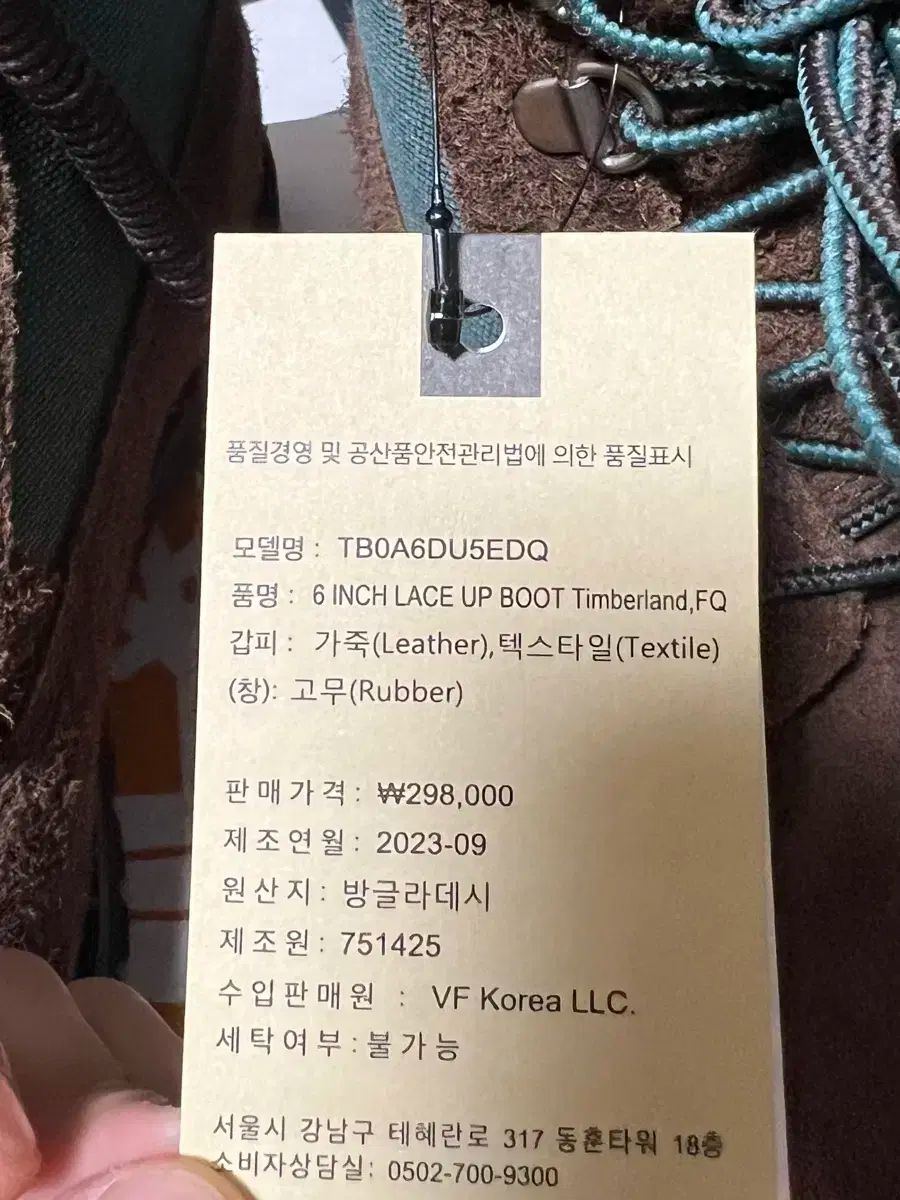 품질경영 및 공산품안전관리법에 의한 품질표시
모델명 : TB0A6DU5EDQ
품명 : 6 INCH LACE UP BOOT Timberland,FQ
갑피 : 가죽(Leather),텍스타일(Textile)
(창): 고무(Rubber)
판매가격 : ₩298,000
제조연월 : 2023-09
원산지 : 방글라데시
제조원 : 751425
수입판매원 : VF Korea LLC.
세탁여부 : 불가능
서울시 강남구 테헤란로 317 동훈타워 18층
소비자상담실: 0502-700-9300